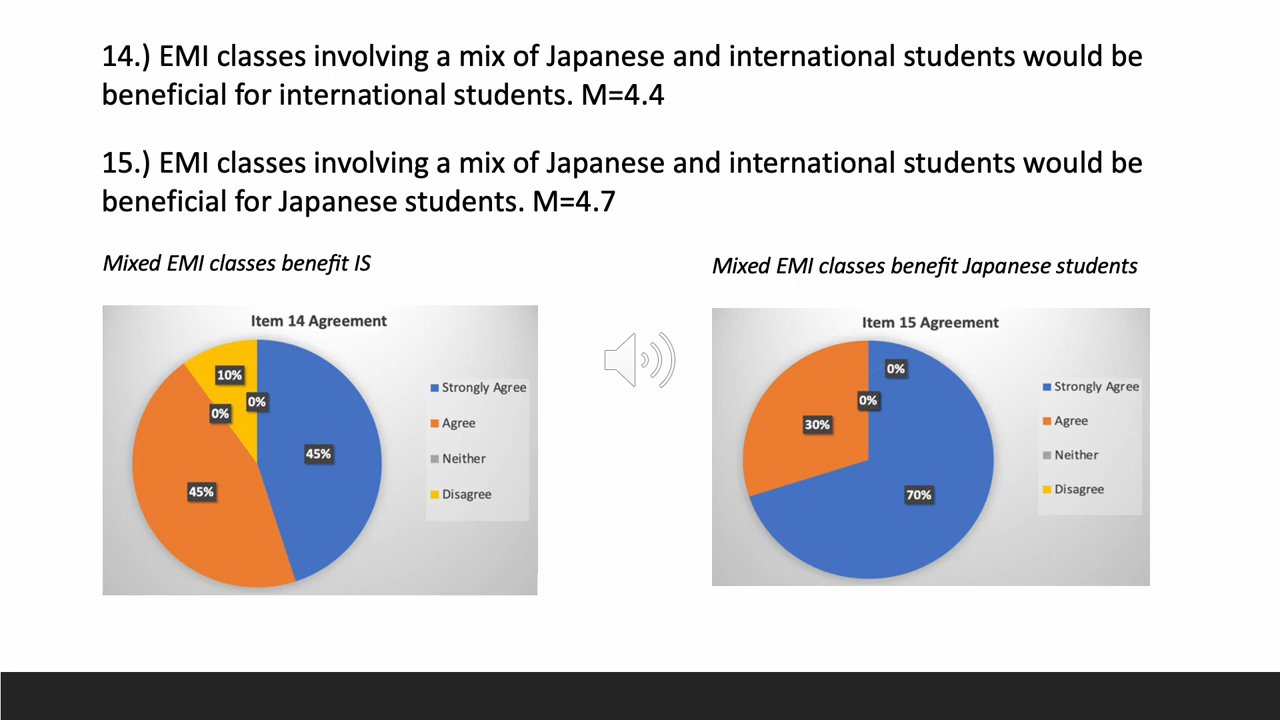 14.) EMI classes involving a mix of Japanese and international students would be
beneficial for international students. M=4.4
15.) EMI classes involving a mix of Japanese and international students would be
beneficial for Japanese students. M=4.7
Mixed EMI classes benefit IS
Item 14 Agreement
10%
0%
0%
45%
45%
Strongly Agree
Agree
Neither
Disagree
Mixed EMI classes benefit Japanese students
Item 15 Agreement
0%
0%
30%
70%
Strongly Agree
Agree
Neither
Disagree